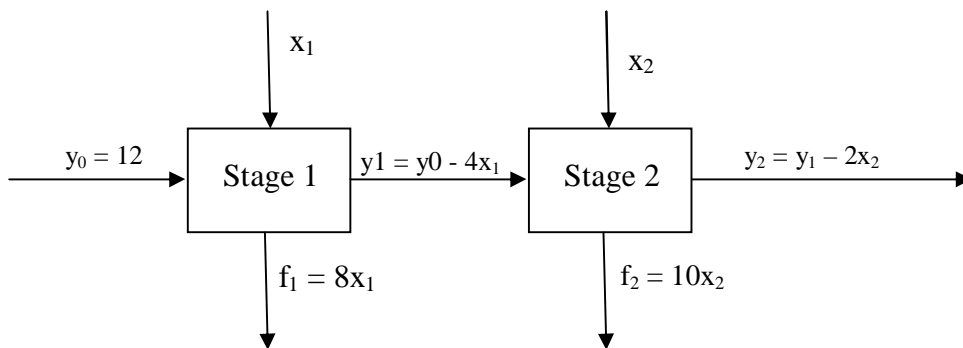 x₁
x₂
y₀ = 12
Stage 1
y1 = y0 - 4x₁
Stage 2
y₂ = y₁ – 2x₂
f₁ = 8x₁
f₂ = 10x₂